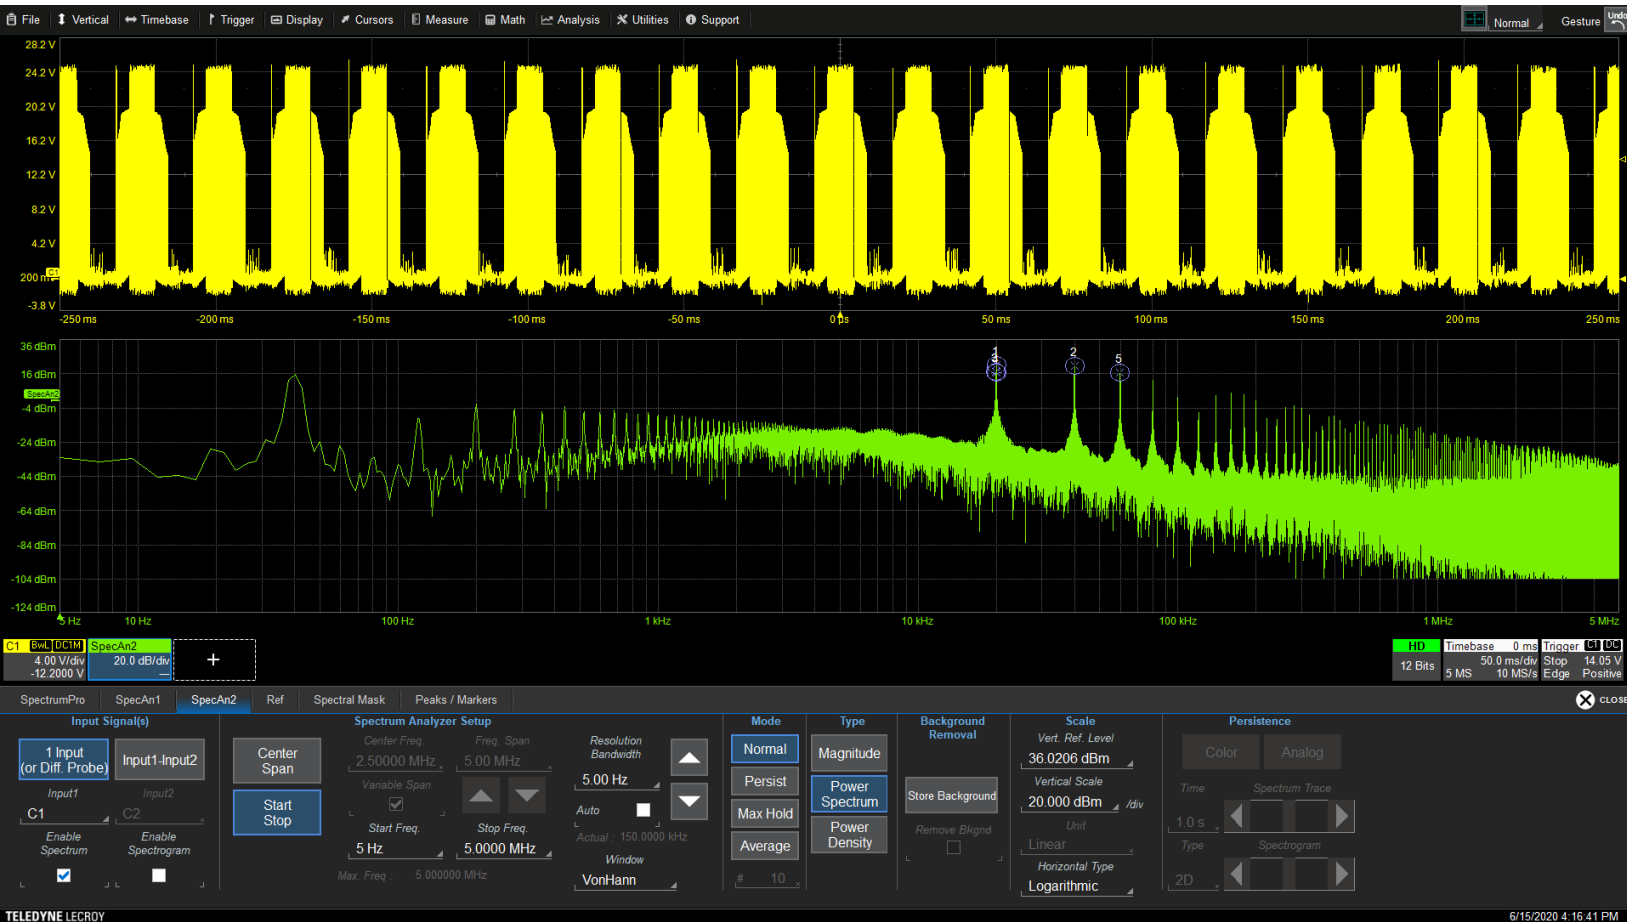 File Vertical Timebase Trigger Display Cursors Measure Math Analysis Utilities Support Normal Gesture Undo
28.2 V
24.2 V
20.2 V
16.2 V
12.2 V
8.2 V
4.2 V
200 m C1
-3.8 V
-250 ms -200 ms -150 ms -100 ms -50 ms 50 ms 100 ms 150 ms 200 ms 250 ms
36 dBm
16 dBm
SpecAn2
-4 dBm
-24 dBm
-44 dBm
-64 dBm
-84 dBm
-104 dBm
-124 dBm
1 2 5
5 Hz 10 Hz 100 Hz 1 kHz 10 kHz 100 kHz 1 MHz 5 MHz
C1 BwL DC1M SpecAn2
4.00 V/div 20.0 dB/div
-12.2000 V ---
+
HD Timebase 0 ms Trigger C1 DC
12 Bits 50.0 ms/div Stop 14.05 V
5 MS 10 MS/s Edge Positive
SpectrumPro SpecAn1 SpecAn2 Ref Spectral Mask Peaks / Markers CLOSE
Input Signal(s)
1 Input
(or Diff. Probe)
Input1-Input2
Input1 Input2
C1 C2
Enable
Spectrum
Enable
Spectrogram
Spectrum Analyzer Setup
Center
Span
Start
Stop
Center Freq. Freq. Span
2.50000 MHz 5.00 MHz
Variable Span
Start Freq. Stop Freq.
5 Hz 5.0000 MHz
Max. Freq : 5.000000 MHz
Resolution
Bandwidth
5.00 Hz
Auto
Actual : 150.0000 kHz
Window
VonHann
Mode
Normal
Persist
Max Hold
Average
# 10
Type
Magnitude
Power
Spectrum
Power
Density
Background
Removal
Store Background
Remove Bkgnd
Scale
Vert. Ref. Level
36.0206 dBm
Vertical Scale
20.000 dBm /div
Unit
Linear
Horizontal Type
Logarithmic
Persistence
Color Analog
Time Spectrum Trace
1.0 s
Type Spectrogram
2D
TELEDYNE LECROY 6/15/2020 4:16:41 PM